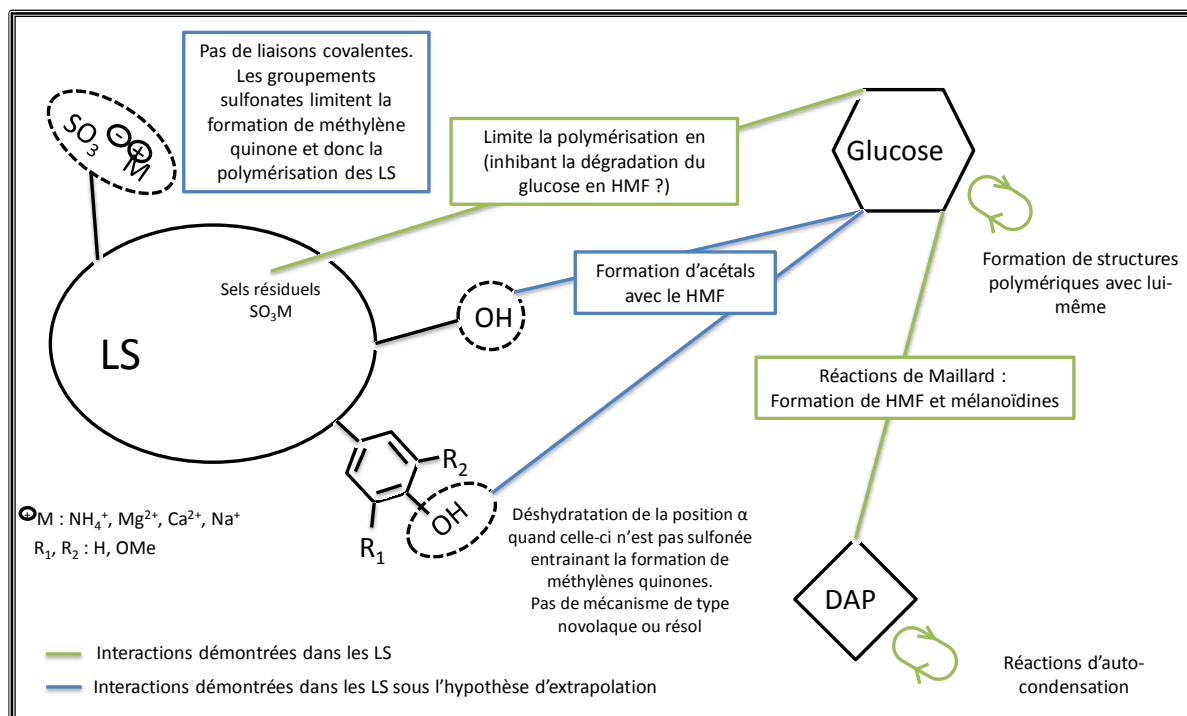 Pas de liaisons covalentes.
Les groupements
sulfonates limitent la
formation de méthylène
quinone et donc la
polymérisation des LS
SO₃
-
+
M
Limite la polymérisation en
(inhibant la dégradation du
glucose en HMF ?)
Glucose
Formation de structures
polymériques avec lui-
même
Formation d'acétals
avec le HMF
Sels résiduels
SO₃M
OH
LS
Réactions de Maillard :
Formation de HMF et mélanoïdines
R₂
OH
R₁
+M : NH₄⁺, Mg²⁺, Ca²⁺, Na⁺
R₁, R₂ : H, OMe
Déshydratation de la position α
quand celle-ci n'est pas sulfonée
entrainant la formation de
méthylènes quinones.
Pas de mécanisme de type
novolaque ou résol
DAP
Réactions d'auto-
condensation
Interactions démontrées dans les LS
Interactions démontrées dans les LS sous l'hypothèse d'extrapolation